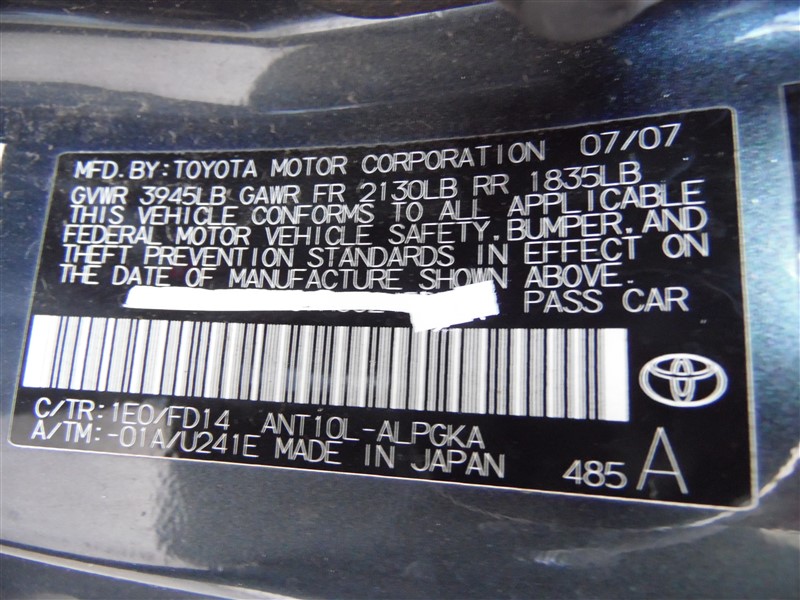 MFD.BY:TOYOTA MOTOR CORPORATION 07/07
GVWR 3945LB GAWR FR 2130LB RR 1835LB
THIS VEHICLE CONFORMS TO ALL APPLICABLE
FEDERAL MOTOR VEHICLE SAFETY,BUMPER,AND
THEFT PREVENTION STANDARDS IN EFFECT ON
THE DATE OF MANUFACTURE SHOWN ABOVE.
PASS CAR
C/TR:1E0/FD14 ANT10L-ALPGKA
A/TM:-01A/U241E MADE IN JAPAN 485 A